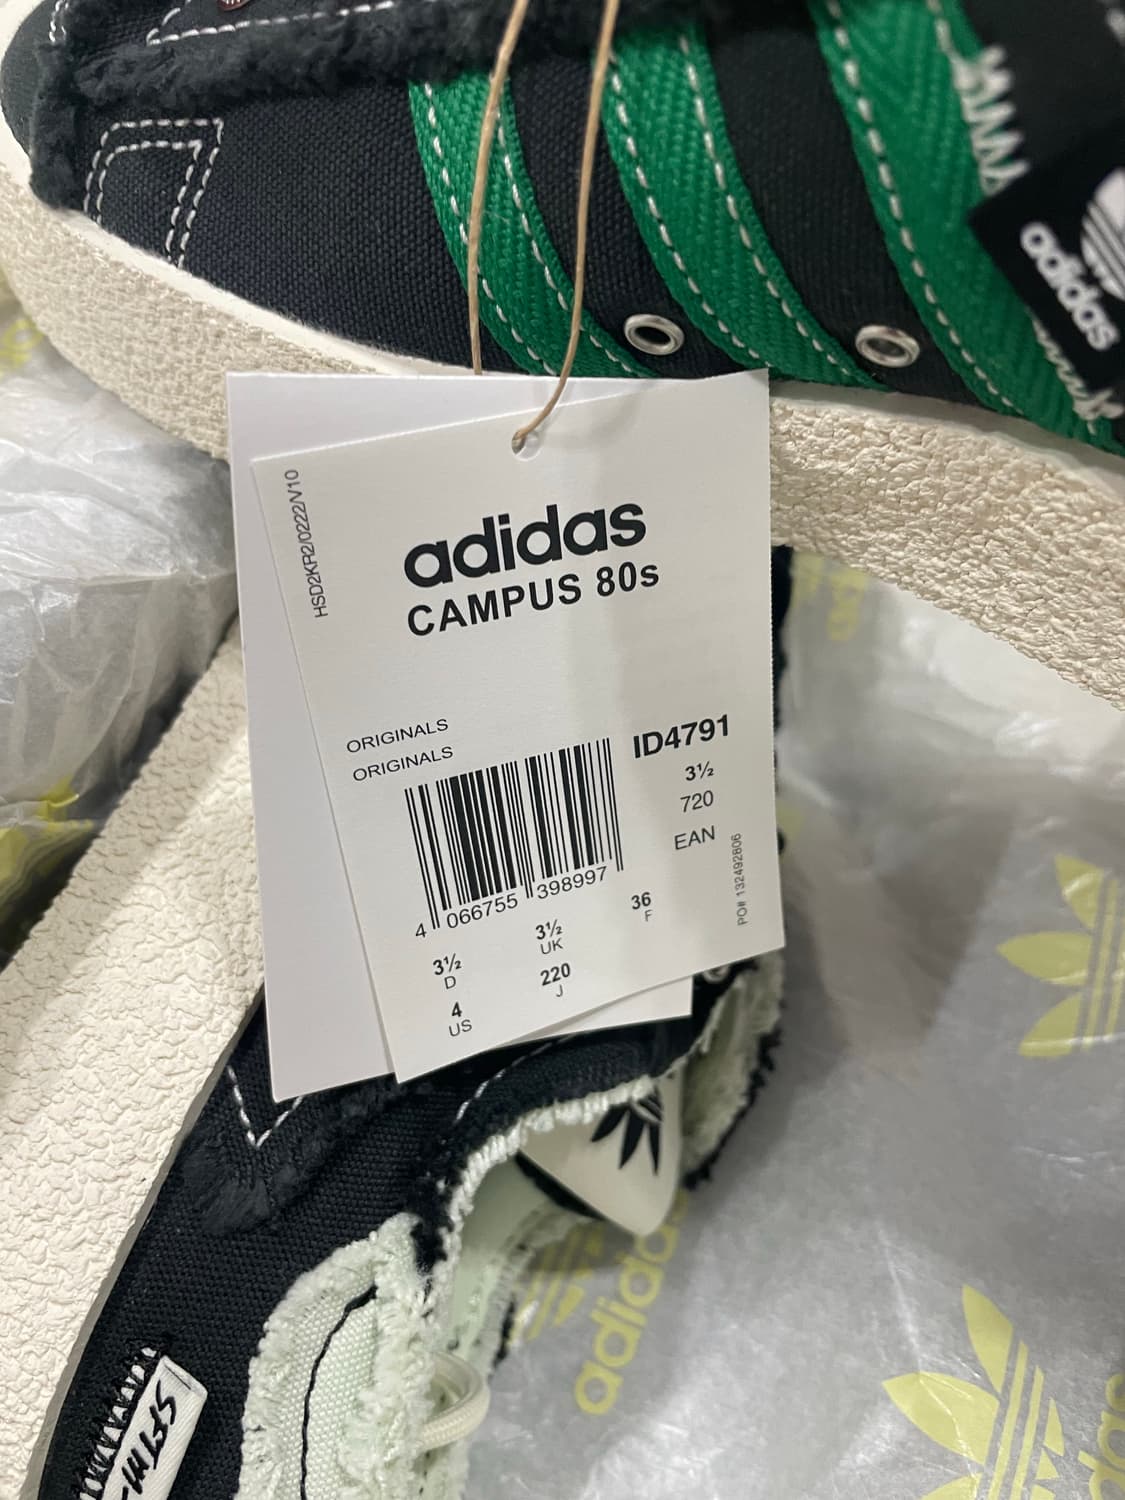 adidas
HSD2KR2/0222/V10
adidas
CAMPUS 80s
ORIGINALS
ORIGINALS
ID4791
3½
720
EAN
PO# 132492806
4 066755 398997
3½
D
3½
UK
36
F
4
US
220
J
adidas
SFTM